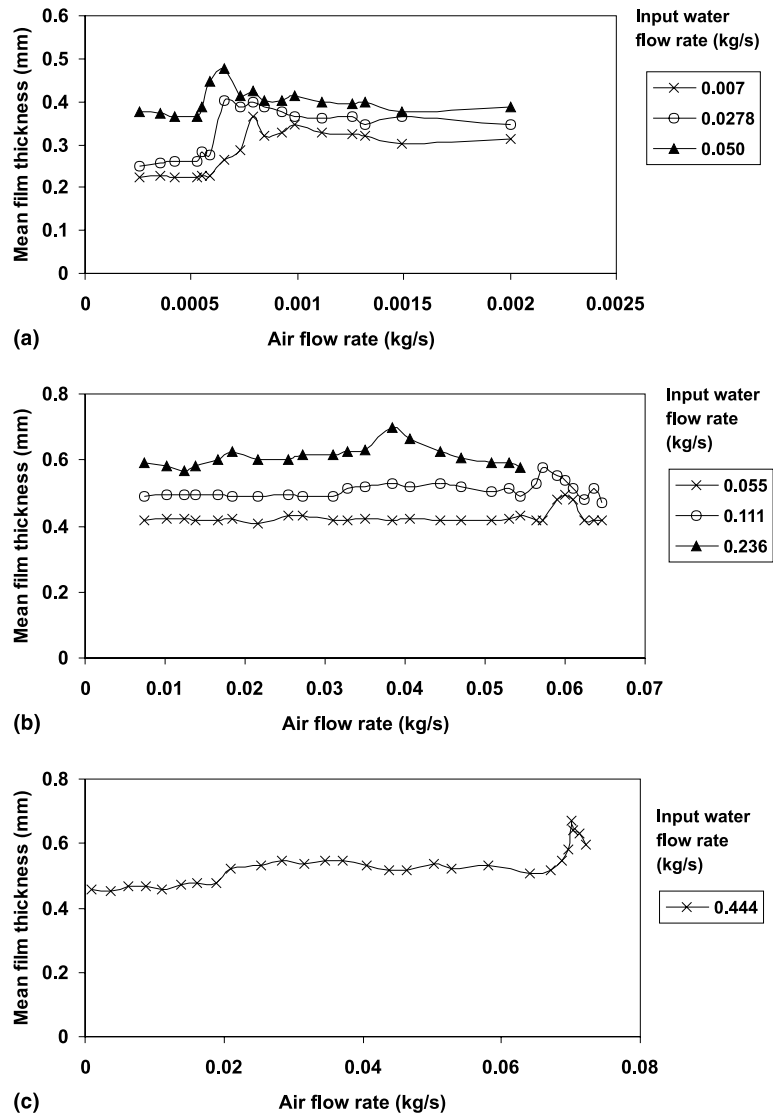 0.6
0.5
0.4
0.3
0.2
0.1
0
Mean film thickness (mm)
0 0.0005 0.001 0.0015 0.002 0.0025
Air flow rate (kg/s)
(a)
Input water
flow rate (kg/s)
0.007
0.0278
0.050
0.8
0.6
0.4
0.2
0
Mean film thickness (mm)
0 0.01 0.02 0.03 0.04 0.05 0.06 0.07
Air flow rate (kg/s)
(b)
Input water
flow rate
(kg/s)
0.055
0.111
0.236
0.8
0.6
0.4
0.2
0
Mean film thickness (mm)
0 0.02 0.04 0.06 0.08
Air flow rate (kg/s)
(c)
Input water
flow rate
(kg/s)
0.444